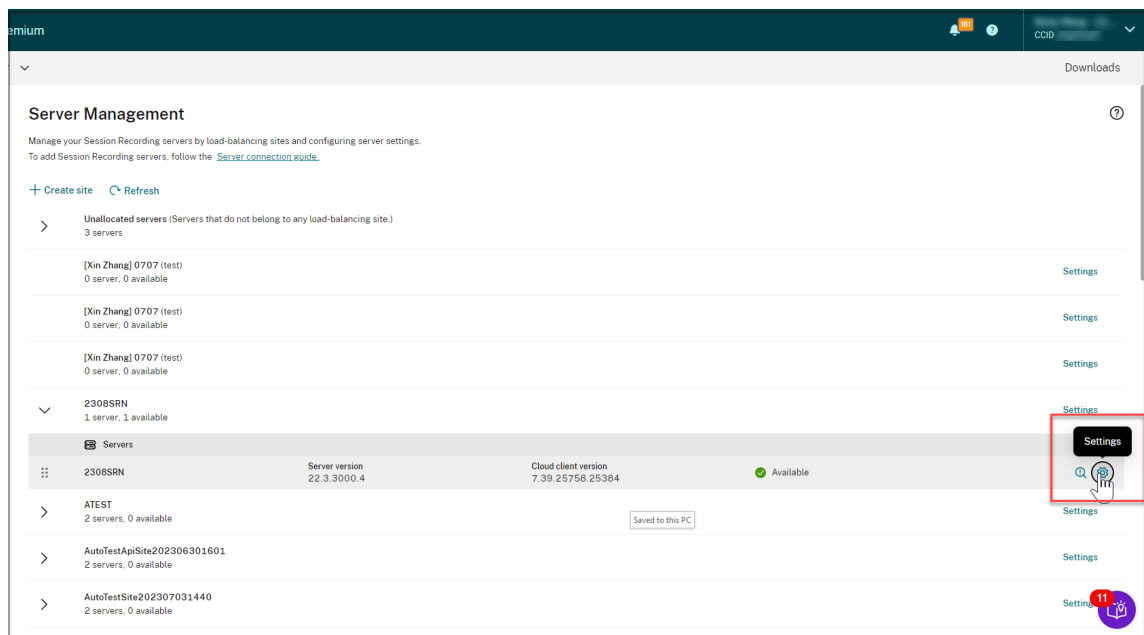 emium
161
CCID
Downloads
Server Management
Manage your Session Recording servers by load-balancing sites and configuring server settings.
To add Session Recording servers, follow the Server connection guide.
Create site Refresh
Unallocated servers (Servers that do not belong to any load-balancing site.)
3 servers
[Xin Zhang] 0707 (test)
0 server, 0 available
Settings
[Xin Zhang] 0707 (test)
0 server, 0 available
Settings
[Xin Zhang] 0707 (test)
0 server, 0 available
Settings
2308SRN
1 server, 1 available
Settings
Servers
Settings
2308SRN
Server version
22.3.3000.4
Cloud client version
7.39.25758.25384
Available
ATEST
2 servers, 0 available
Settings
Saved to this PC
AutoTestApiSite202306301601
2 servers, 0 available
Settings
AutoTestSite202307031440
2 servers, 0 available
Setting
11